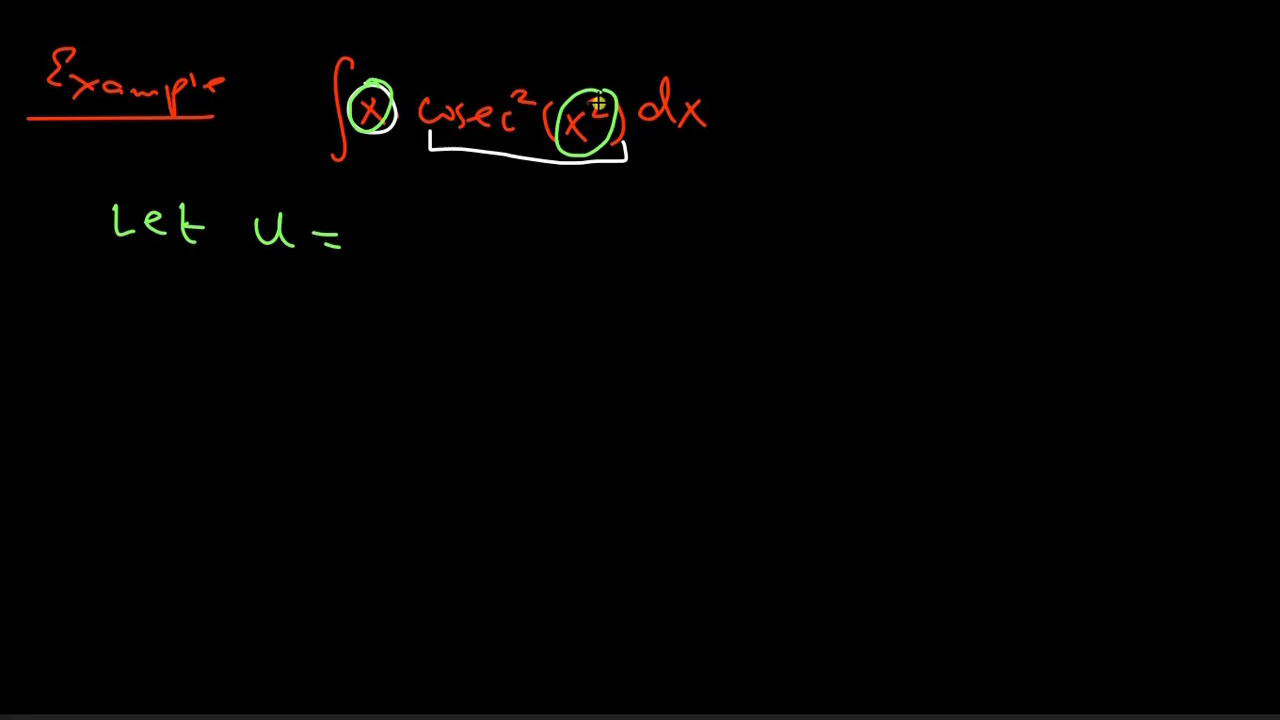 Example ∫ x cosec² (x²) dx
Let u =